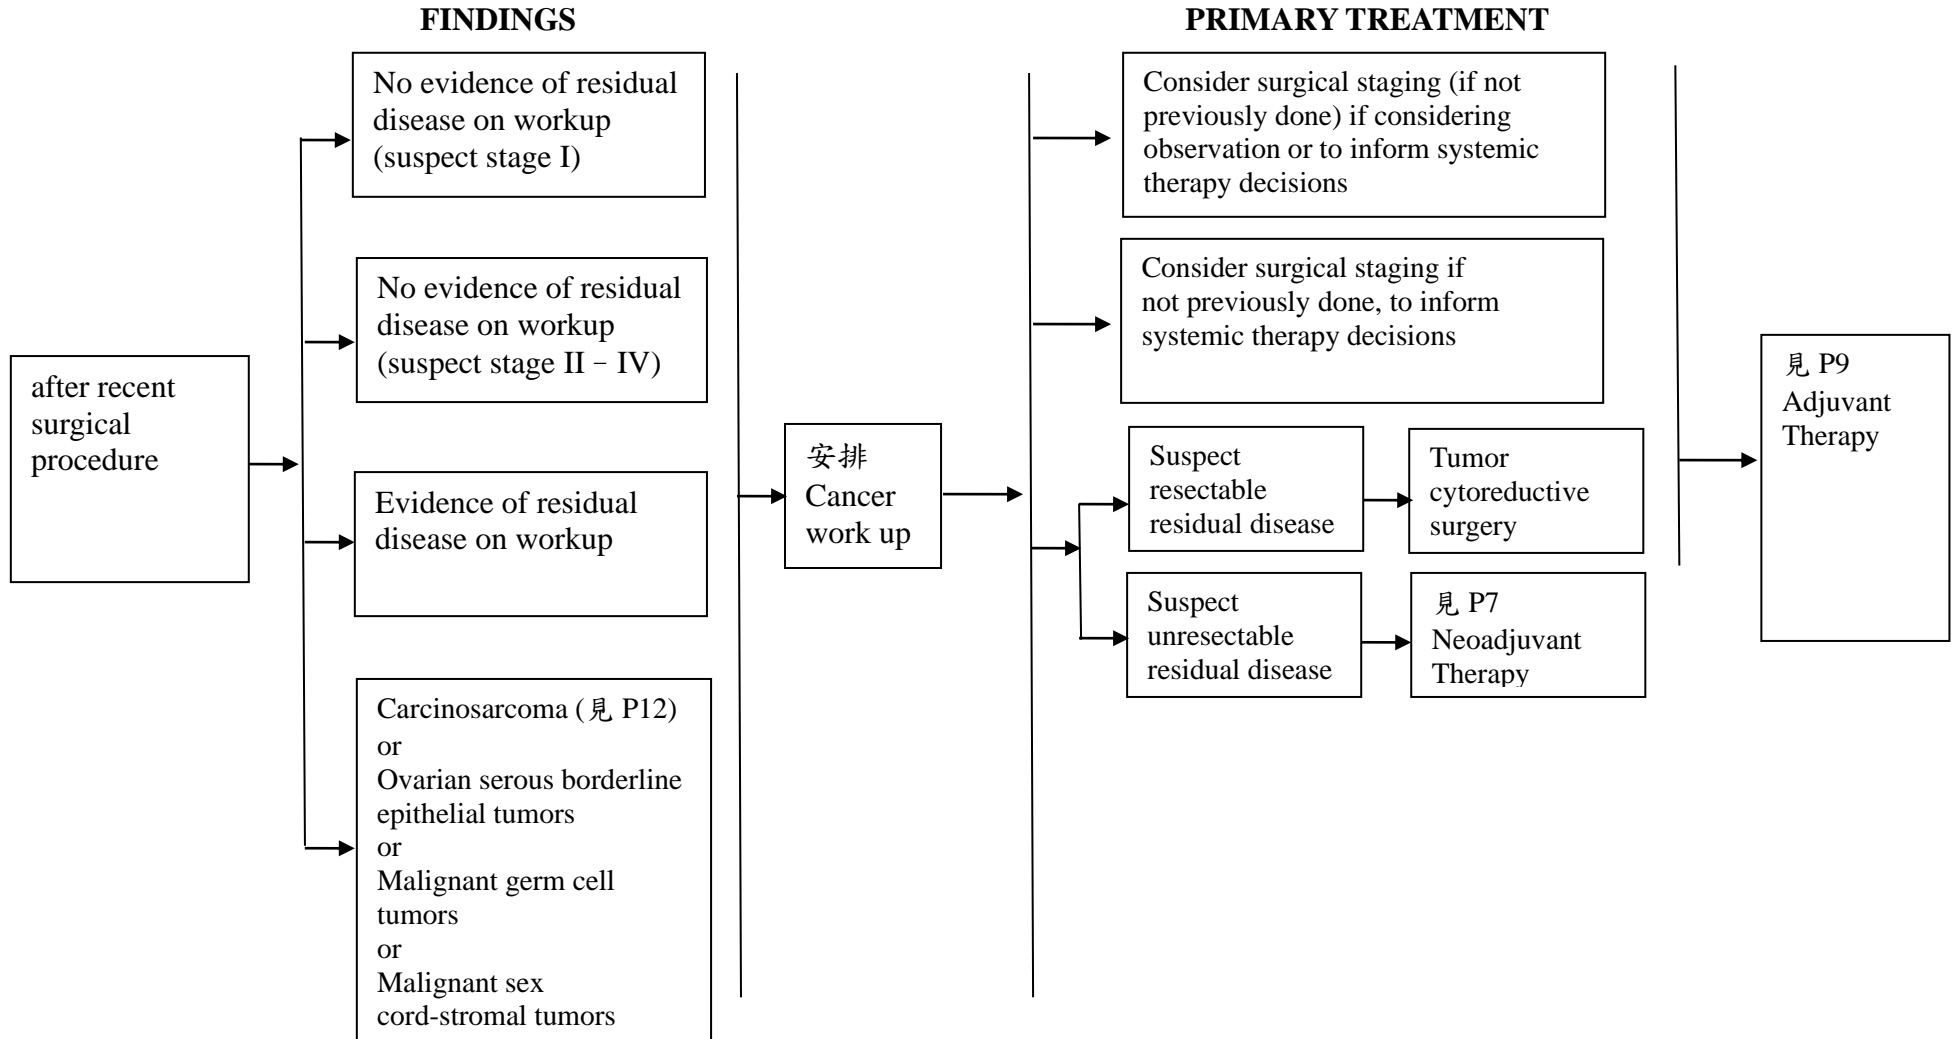 FINDINGS
PRIMARY TREATMENT
after recent
surgical
procedure
No evidence of residual
disease on workup
(suspect stage I)
No evidence of residual
disease on workup
(suspect stage II – IV)
Evidence of residual
disease on workup
Carcinosarcoma (見 P12)
or
Ovarian serous borderline
epithelial tumors
or
Malignant germ cell
tumors
or
Malignant sex
cord-stromal tumors
安排
Cancer
work up
Consider surgical staging (if not
previously done) if considering
observation or to inform systemic
therapy decisions
Consider surgical staging if
not previously done, to inform
systemic therapy decisions
Suspect
resectable
residual disease
Tumor
cytoreductive
surgery
Suspect
unresectable
residual disease
見 P7
Neoadjuvant
Therapy
見 P9
Adjuvant
Therapy